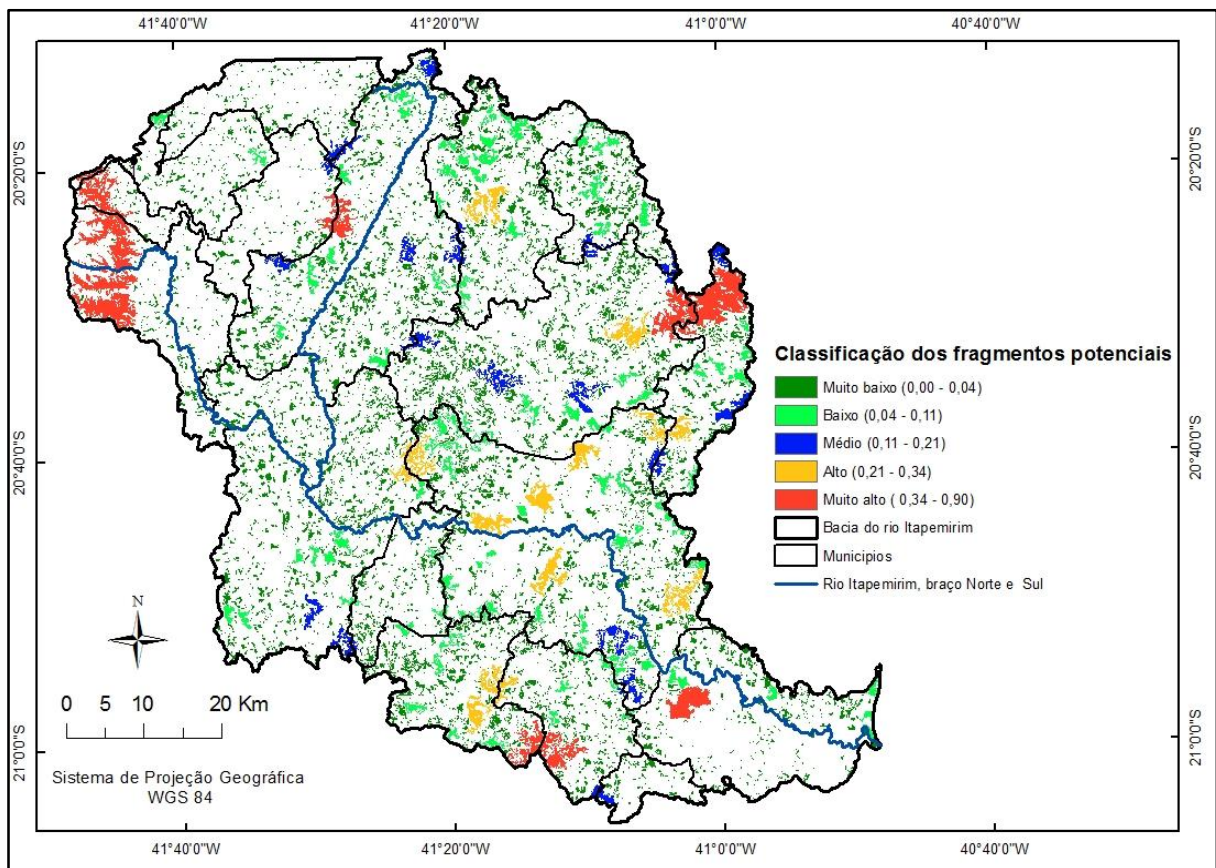 41°40'0"W 41°20'0"W 41°0'0"W 40°40'0"W
20°20'0"S 20°20'0"S
Classificação dos fragmentos potenciais
Muito baixo (0,00 - 0,04)
Baixo (0,04 - 0,11)
Médio (0,11 - 0,21)
Alto (0,21 - 0,34)
Muito alto ( 0,34 - 0,90)
Bacia do rio Itapemirim
Municipios
Rio Itapemirim, braço Norte e Sul
20°40'0"S 20°40'0"S
N
0 5 10 20 Km
21°0'0"S 21°0'0"S
Sistema de Projeção Geográfica
WGS 84
41°40'0"W 41°20'0"W 41°0'0"W 40°40'0"W